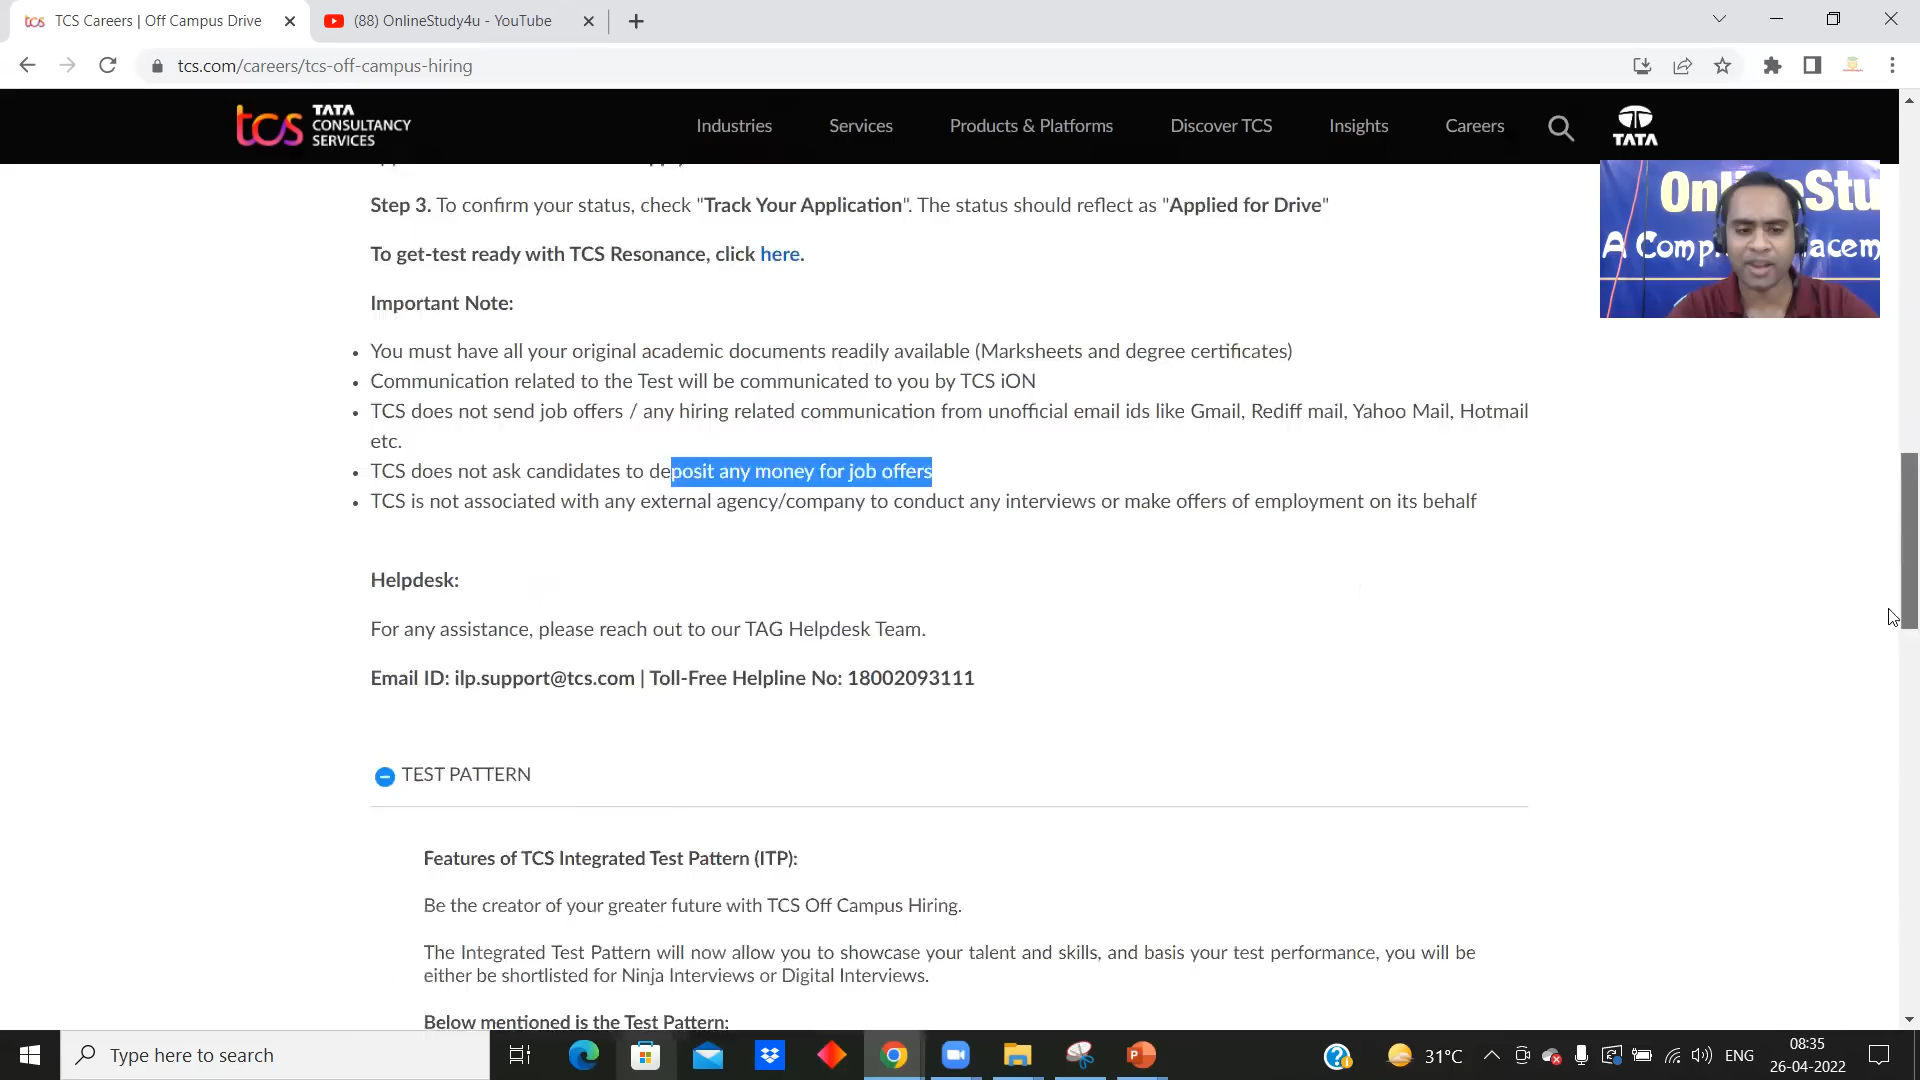 TCS Careers | Off Campus Drive
(88) OnlineStudy4u - YouTube
tcs.com/careers/tcs-off-campus-hiring
tcs TATA CONSULTANCY SERVICES
Industries
Services
Products & Platforms
Discover TCS
Insights
Careers
TATA
Step 3. To confirm your status, check "Track Your Application". The status should reflect as "Applied for Drive"
To get-test ready with TCS Resonance, click here.
Important Note:
• You must have all your original academic documents readily available (Marksheets and degree certificates)
• Communication related to the Test will be communicated to you by TCS iON
• TCS does not send job offers / any hiring related communication from unofficial email ids like Gmail, Rediff mail, Yahoo Mail, Hotmail
etc.
• TCS does not ask candidates to deposit any money for job offers
• TCS is not associated with any external agency/company to conduct any interviews or make offers of employment on its behalf
Helpdesk:
For any assistance, please reach out to our TAG Helpdesk Team.
Email ID: ilp.support@tcs.com | Toll-Free Helpline No: 18002093111
TEST PATTERN
Features of TCS Integrated Test Pattern (ITP):
Be the creator of your greater future with TCS Off Campus Hiring.
The Integrated Test Pattern will now allow you to showcase your talent and skills, and basis your test performance, you will be
either be shortlisted for Ninja Interviews or Digital Interviews.
Below mentioned is the Test Pattern:
Type here to search
31°C
ENG
08:35
26-04-2022